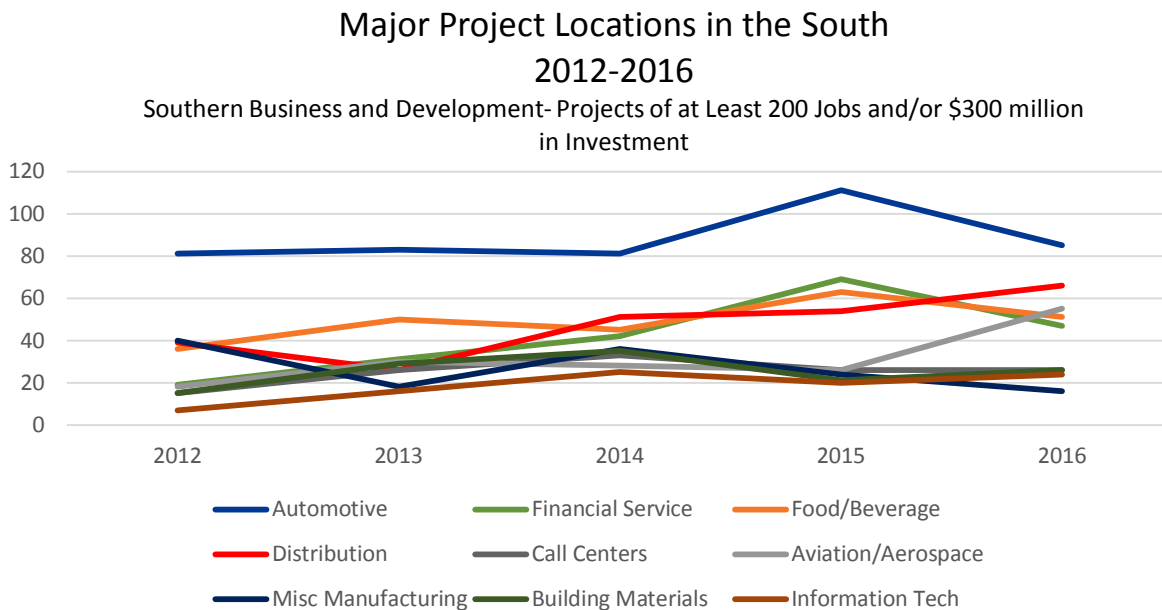 Major Project Locations in the South
2012-2016
Southern Business and Development- Projects of at Least 200 Jobs and/or $300 million
in Investment
120
100
80
60
40
20
0
2012 2013 2014 2015 2016
Automotive Financial Service Food/Beverage
Distribution Call Centers Aviation/Aerospace
Misc Manufacturing Building Materials Information Tech